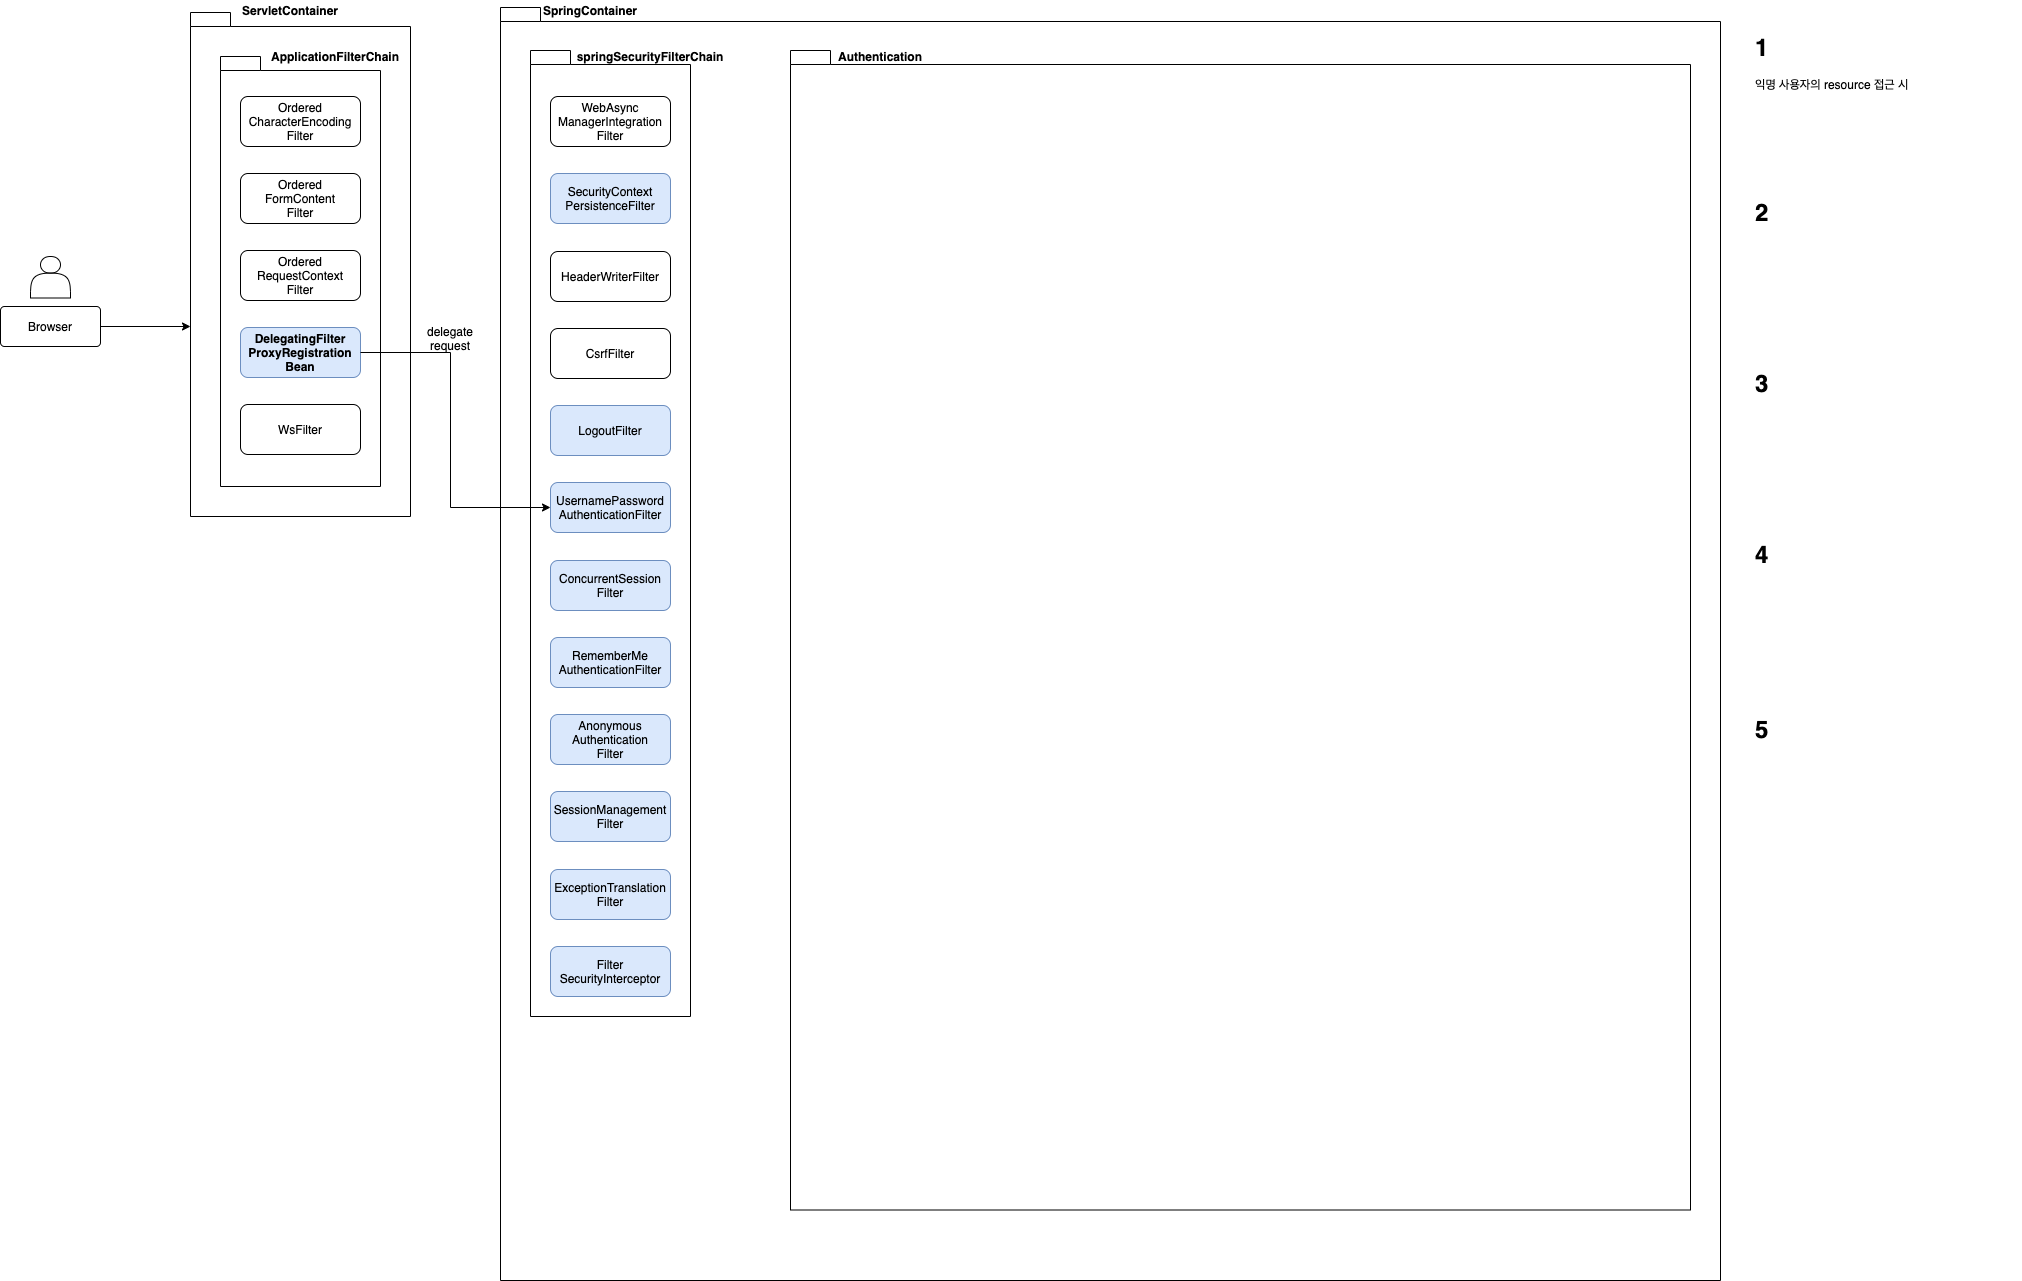 ServletContainer
ApplicationFilterChain
Ordered
CharacterEncoding
Filter
Ordered
FormContent
Filter
Ordered
RequestContext
Filter
DelegatingFilter
ProxyRegistration
Bean
WsFilter
Browser
delegate
request
SpringContainer
springSecurityFilterChain
WebAsync
ManagerIntegration
Filter
SecurityContext
PersistenceFilter
HeaderWriterFilter
CsrfFilter
LogoutFilter
UsernamePassword
AuthenticationFilter
ConcurrentSession
Filter
RememberMe
AuthenticationFilter
Anonymous
Authentication
Filter
SessionManagement
Filter
ExceptionTranslation
Filter
Filter
SecurityInterceptor
Authentication
1
익명 사용자의 resource 접근 시
2
3
4
5